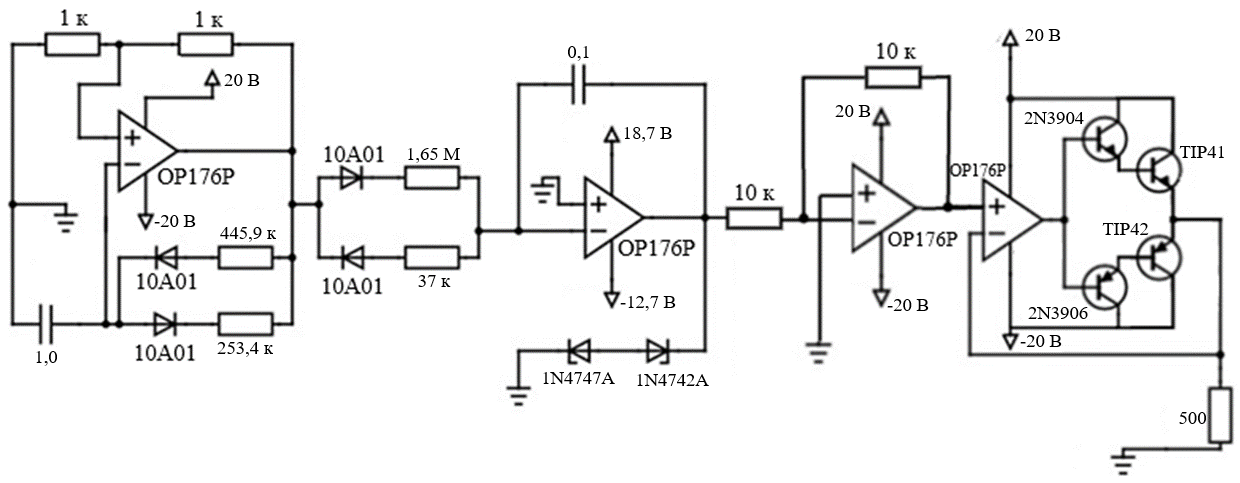 1 к
1 к
20 В
OP176P
-20 В
445,9 к
10A01
1,0
10A01
253,4 к
10A01
1,65 М
10A01
37 к
0,1
18,7 В
OP176P
-12,7 В
1N4747A
1N4742A
10 к
10 к
20 В
OP176P
-20 В
20 В
OP176P
-20 В
2N3904
TIP41
TIP42
2N3906
500